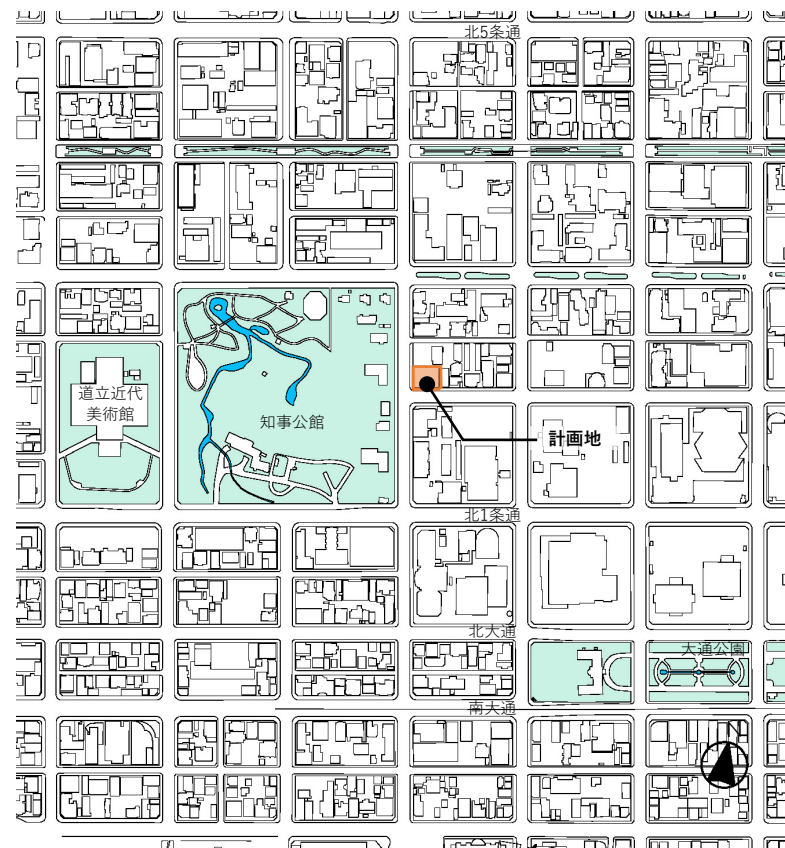 北5条通
道立近代
美術館
知事公館
計画地
北1条通
北大通
大通公園
南大通
N